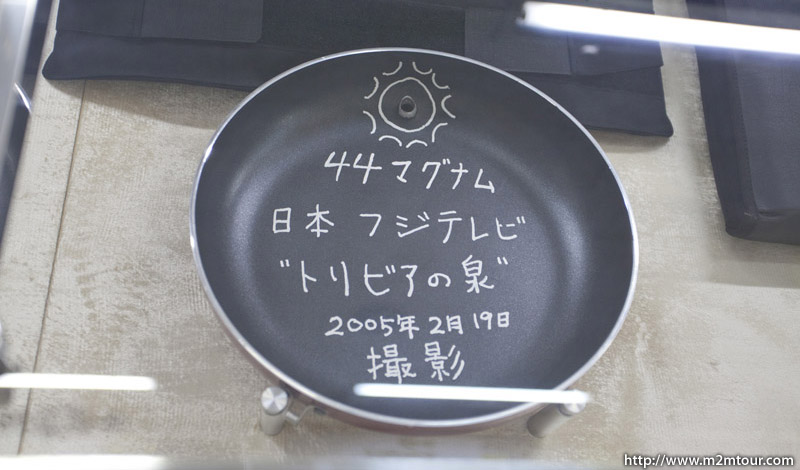 44マグナム
日本 フジテレビ
"トリビアの泉"
2005年2月19日
撮影
http://www.m2mtour.com